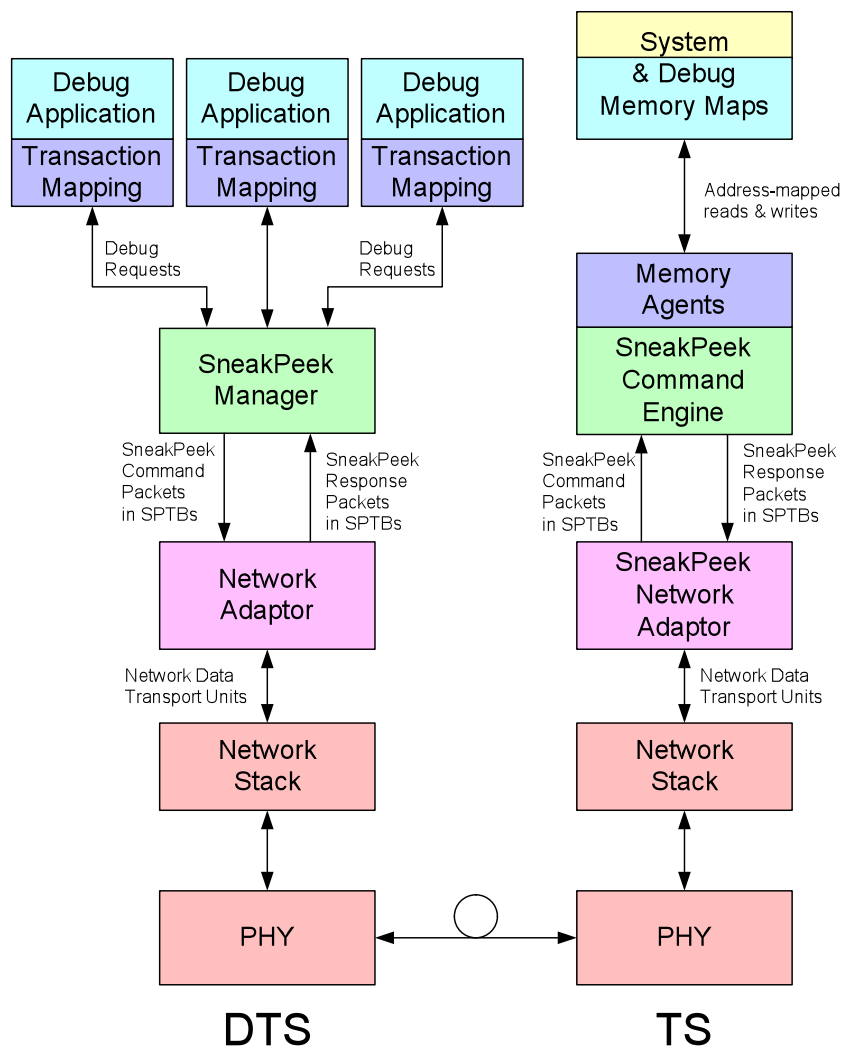 Debug
Application
Transaction
Mapping
Debug
Application
Transaction
Mapping
Debug
Application
Transaction
Mapping
Debug
Requests
Debug
Requests
SneakPeek
Manager
SneakPeek
Command
Packets
in SPTBs
SneakPeek
Response
Packets
in SPTBs
Network
Adaptor
Network Data
Transport Units
Network
Stack
PHY
DTS
System
& Debug
Memory Maps
Address-mapped
reads & writes
Memory
Agents
SneakPeek
Command
Engine
SneakPeek
Command
Packets
in SPTBs
SneakPeek
Response
Packets
in SPTBs
SneakPeek
Network
Adaptor
Network Data
Transport Units
Network
Stack
PHY
TS